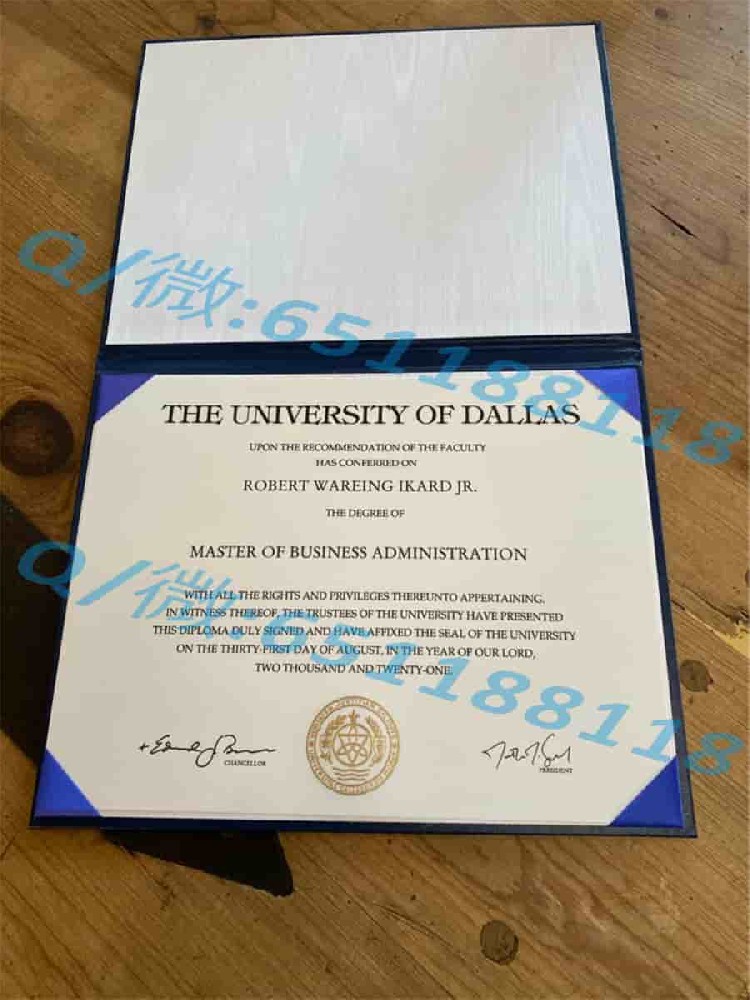 Q/微:651188118
THE UNIVERSITY OF DALLAS
UPON THE RECOMMENDATION OF THE FACULTY
HAS CONFERRED ON
ROBERT WAREING IKARD JR.
THE DEGREE OF
MASTER OF BUSINESS ADMINISTRATION
WITH ALL THE RIGHTS AND PRIVILEGES THEREUNTO APPERTAINING.
IN WITNESS THEREOF, THE TRUSTEES OF THE UNIVERSITY HAVE PRESENTED
THIS DIPLOMA DULY SIGNED AND HAVE AFFIXED THE SEAL OF THE UNIVERSITY
ON THE THIRTY-FIRST DAY OF AUGUST, IN THE YEAR OF OUR LORD,
TWO THOUSAND AND TWENTY-ONE.
Q/微:651188118
CHANCELLOR
PRESIDENT